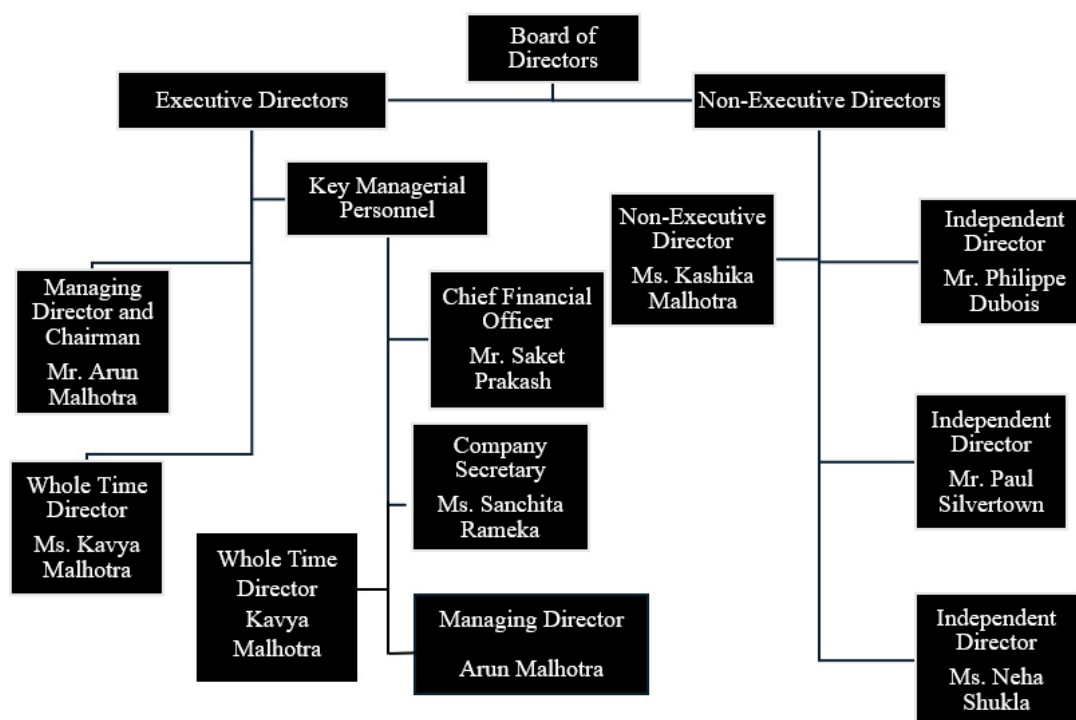 Board of
Directors
Executive Directors
Non-Executive Directors
Key Managerial
Personnel
Managing
Director and
Chairman
Mr. Arun
Malhotra
Whole Time
Director
Ms. Kavya
Malhotra
Chief Financial
Officer
Mr. Saket
Prakash
Company
Secretary
Ms. Sanchita
Rameka
Whole Time
Director
Kavya
Malhotra
Managing Director
Arun Malhotra
Non-Executive
Director
Ms. Kashika
Malhotra
Independent
Director
Mr. Philippe
Dubois
Independent
Director
Mr. Paul
Silvertown
Independent
Director
Ms. Neha
Shukla